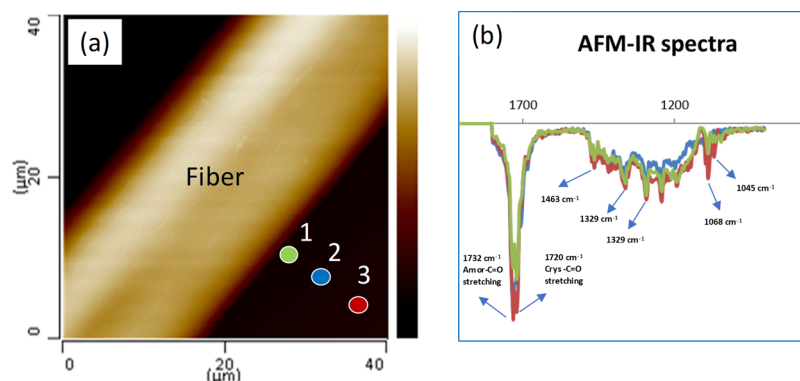 (a)
Fiber
1
2
3
40
20
0
(μm)
0
20
40
(μm)
(b)
AFM-IR spectra
1700
1200
1463 cm-1
1329 cm-1
1329 cm-1
1068 cm-1
1045 cm-1
1732 cm-1
Amor-C=O
stretching
1720 cm-1
Crys -C=O
stretching